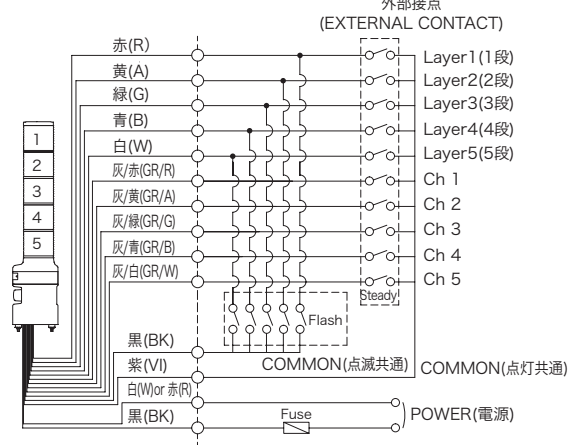 外部接点
(EXTERNAL CONTACT)
赤(R)
Layer1(1段)
黄(A)
Layer2(2段)
緑(G)
Layer3(3段)
青(B)
Layer4(4段)
白(W)
Layer5(5段)
灰/赤(GR/R)
Ch 1
灰/黄(GR/A)
Ch 2
灰/緑(GR/G)
Ch 3
灰/青(GR/B)
Ch 4
灰/白(GR/W)
Ch 5
1
2
3
4
5
Steady
Flash
黒(BK)
COMMON(点滅共通)
紫(VI)
COMMON(点灯共通)
白(W)or 赤(R)
POWER(電源)
黒(BK)
Fuse